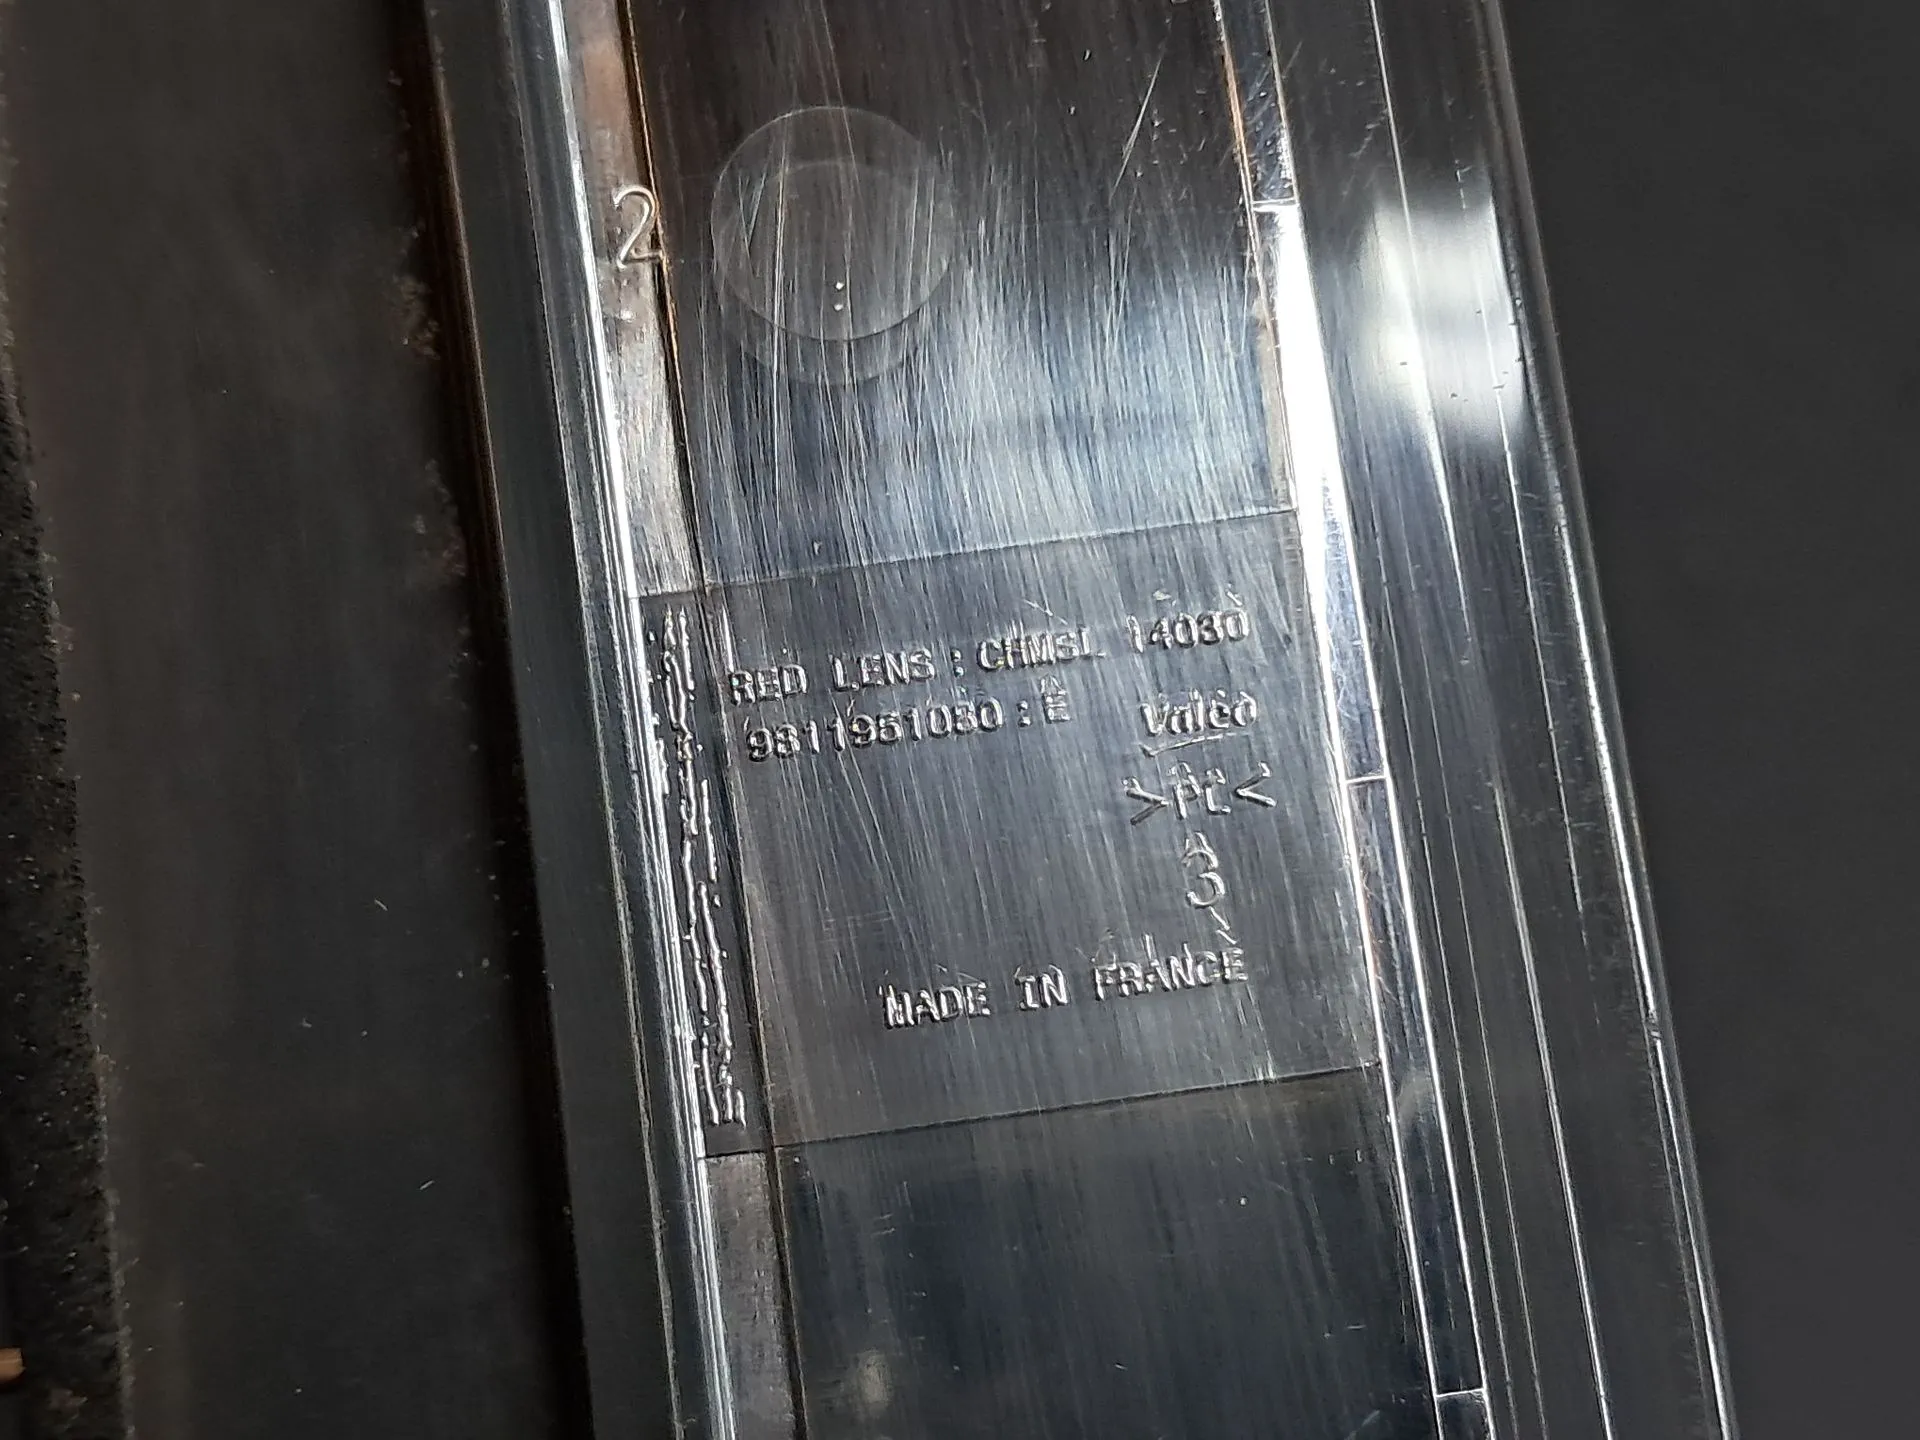 2
RED LENS : CHMSL 14030
9811951080 : E
Valeo
>PC<
3
MADE IN FRANCE